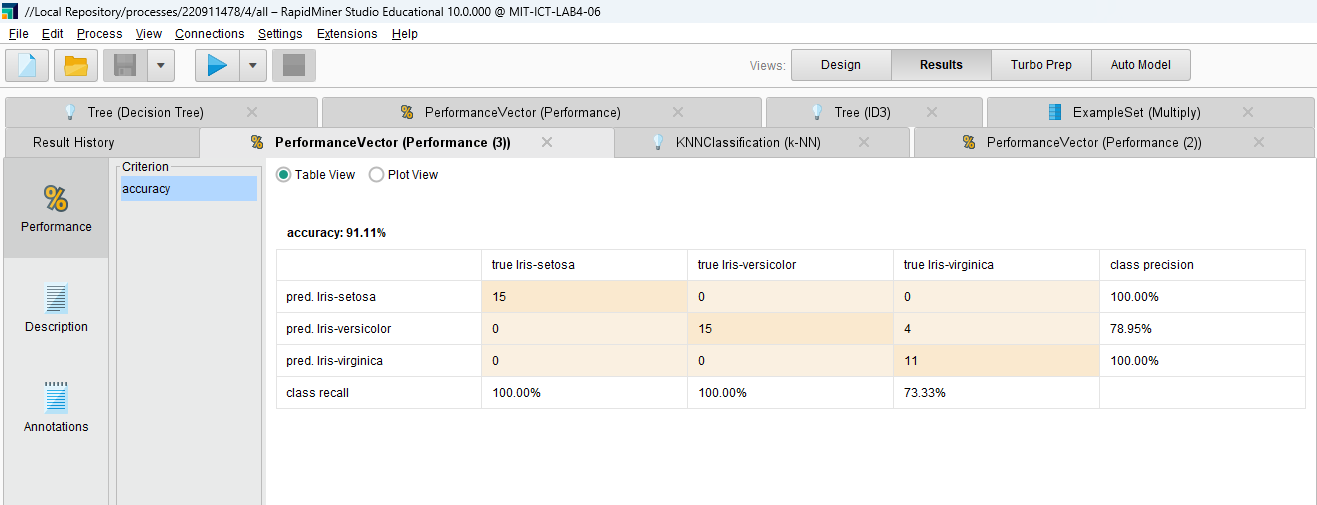 //Local Repository/processes/220911478/4/all – RapidMiner Studio Educational 10.0.000 @ MIT-ICT-LAB4-06
File Edit Process View Connections Settings Extensions Help
Views: Design Results Turbo Prep Auto Model
Tree (Decision Tree) PerformanceVector (Performance) Tree (ID3) ExampleSet (Multiply)
Result History PerformanceVector (Performance (3)) KNNClassification (k-NN) PerformanceVector (Performance (2))
% Performance
Description
Annotations
Criterion
accuracy
Table View Plot View
accuracy: 91.11%
true Iris-setosa true Iris-versicolor true Iris-virginica class precision
pred. Iris-setosa 15 0 0 100.00%
pred. Iris-versicolor 0 15 4 78.95%
pred. Iris-virginica 0 0 11 100.00%
class recall 100.00% 100.00% 73.33%